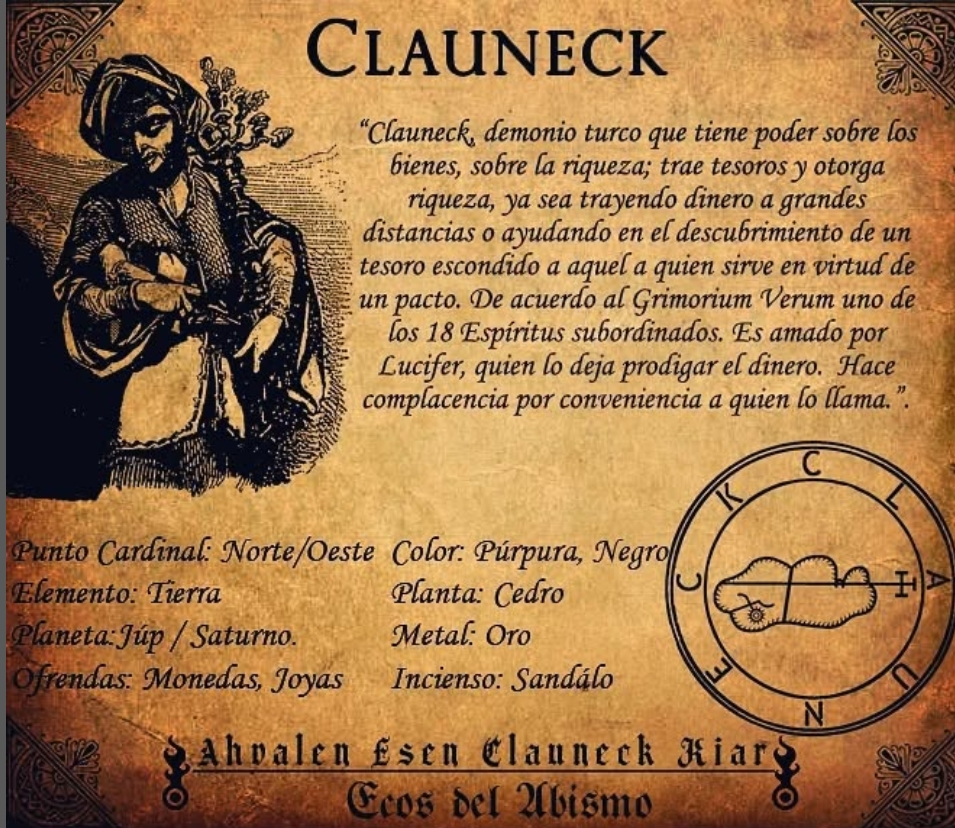 CLAUNECK
“Clauneck, demonio turco que tiene poder sobre los
bienes, sobre la riqueza; trae tesoros y otorga
riqueza, ya sea trayendo dinero a grandes
distancias o ayudando en el descubrimiento de un
tesoro escondido a aquel a quien sirve en virtud de
un pacto. De acuerdo al Grimorium Verum uno de
los 18 Espíritus subordinados. Es amado por
Lucifer, quien lo deja prodigar el dinero. Hace
complacencia por conveniencia a quien lo llama.”.
Punto Cardinal: Norte/Oeste
Elemento: Tierra
Planeta:Júp / Saturno.
Ofrendas: Monedas, Joyas
Color: Púrpura, Negro
Planta: Cedro
Metal: Oro
Incienso: Sandálo
C L A U N E C K
Ahvalen Esen Clauneck Kiar
Ecos del Abismo